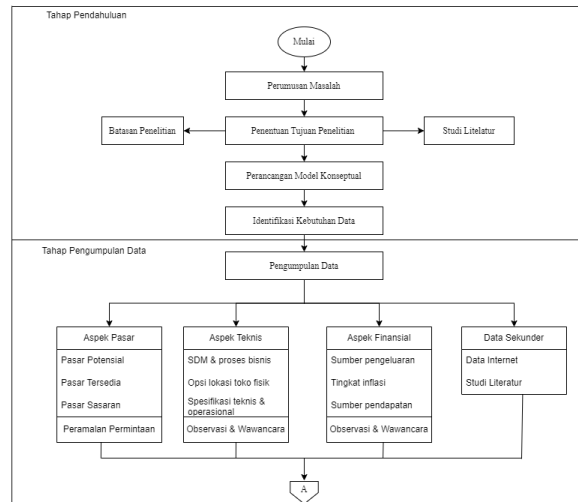 Tahap Pendahuluan
Mulai
Perumusan Masalah
Batasan Penelitian
Penentuan Tujuan Penelitian
Studi Litelatur
Perancangan Model Konseptual
Identifikasi Kebutuhan Data
Tahap Pengumpulan Data
Pengumpulan Data
Aspek Pasar
Pasar Potensial
Pasar Tersedia
Pasar Sasaran
Peramalan Permintaan
Aspek Teknis
SDM & proses bisnis
Opsi lokasti toko fisik
Spesifikasi teknis &
operasional
Observasi & Wawancara
Aspek Finansial
Sumber pengeluaran
Tingkat inflasi
Sumber pendapatan
Observasi & Wawancara
Data Sekunder
Data Internet
Studi Literatur
A